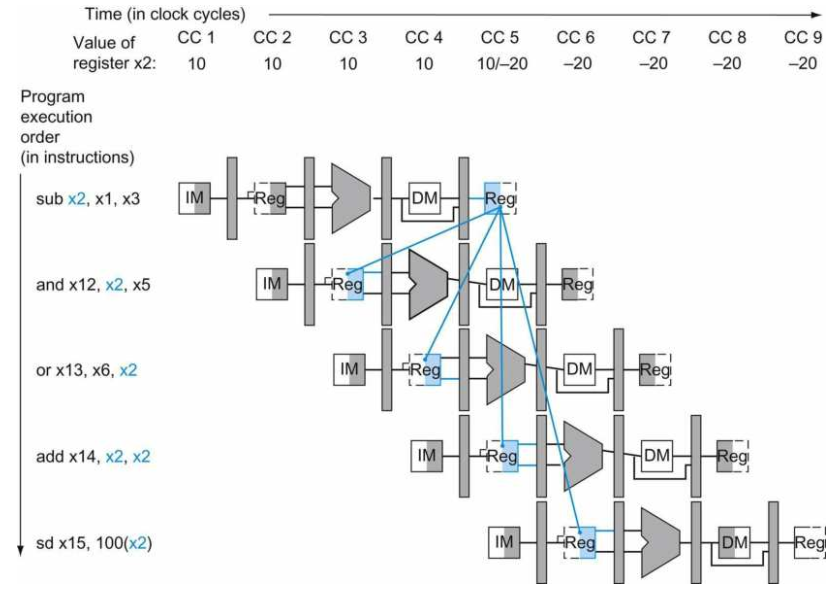 Time (in clock cycles)
CC 1 CC 2 CC 3 CC 4 CC 5 CC 6 CC 7 CC 8 CC 9
Value of
register x2: 10 10 10 10 10/–20 –20 –20 –20 –20
Program
execution
order
(in instructions)
sub x2, x1, x3 IM Reg DM Reg
and x12, x2, x5 IM Reg DM Reg
or x13, x6, x2 IM Reg DM Reg
add x14, x2, x2 IM Reg DM Reg
sd x15, 100(x2) IM Reg DM Reg